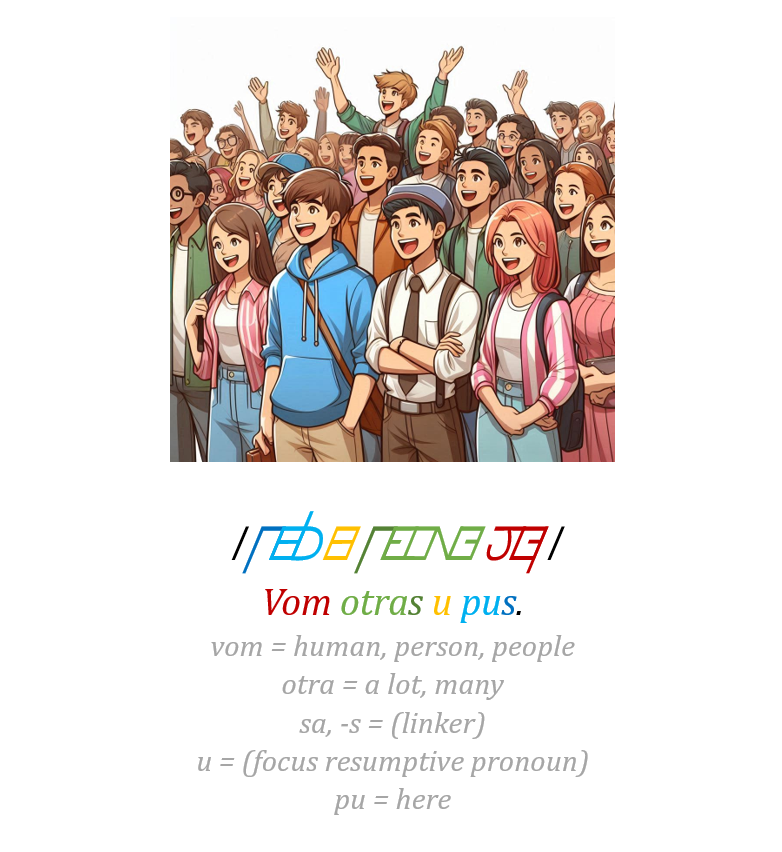 Vom otras u pus.
vom = human, person, people
otra = a lot, many
sa, -s = (linker)
u = (focus resumptive pronoun)
pu = here